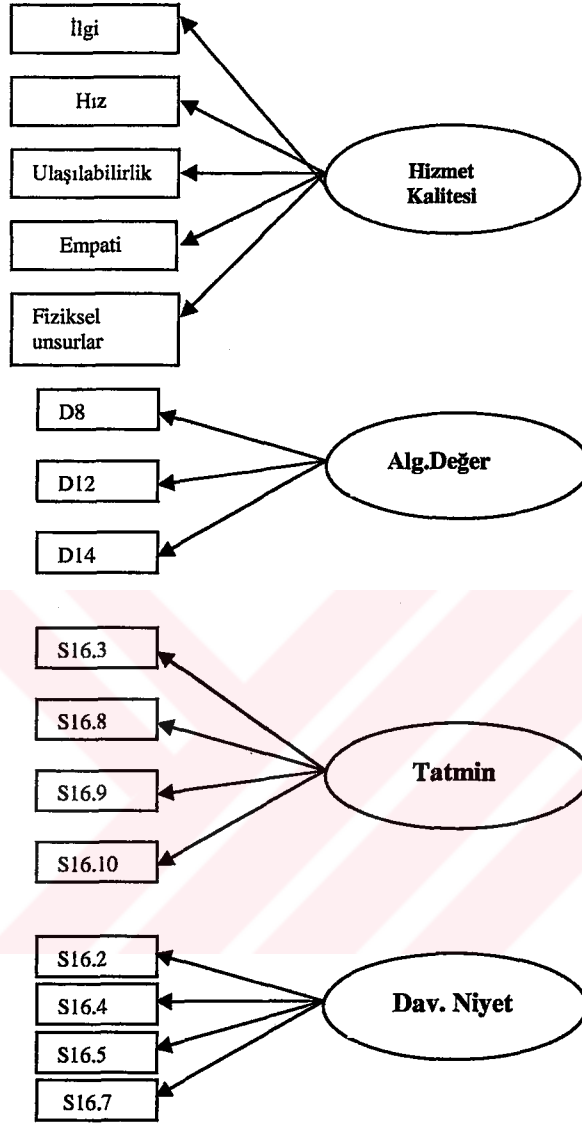 İlgi
Hız
Ulaşılabilirlik
Empati
Fiziksel
unsurlar
Hizmet
Kalitesi
D8
D12
D14
Alg.Değer
S16.3
S16.8
S16.9
S16.10
Tatmin
S16.2
S16.4
S16.5
S16.7
Dav. Niyet